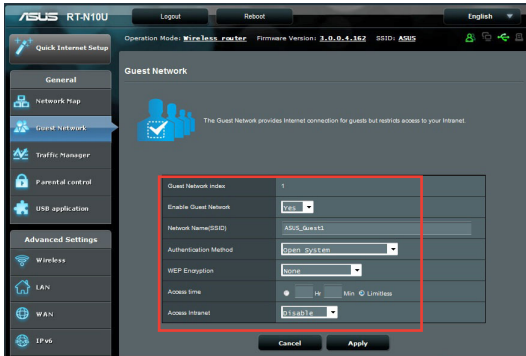 ASUS RT-N10U
Logout Reboot English
Operation Mode: Wireless router Firmware Version: 3.0.0.4.162 SSID: ASUS
Quick Internet Setup
General
Network Map
Guest Network
Traffic Manager
Parental control
USB application
Advanced Settings
Wireless
LAN
WAN
IPv6
Guest Network
The Guest Network provides Internet connection for guests but restricts access to your Intranet.
Guest Network index 1
Enable Guest Network Yes
Network Name(SSID) ASUS_Guest1
Authentication Method Open System
WEP Encryption None
Access time Hr Min Limitless
Access Intranet Disable
Cancel Apply